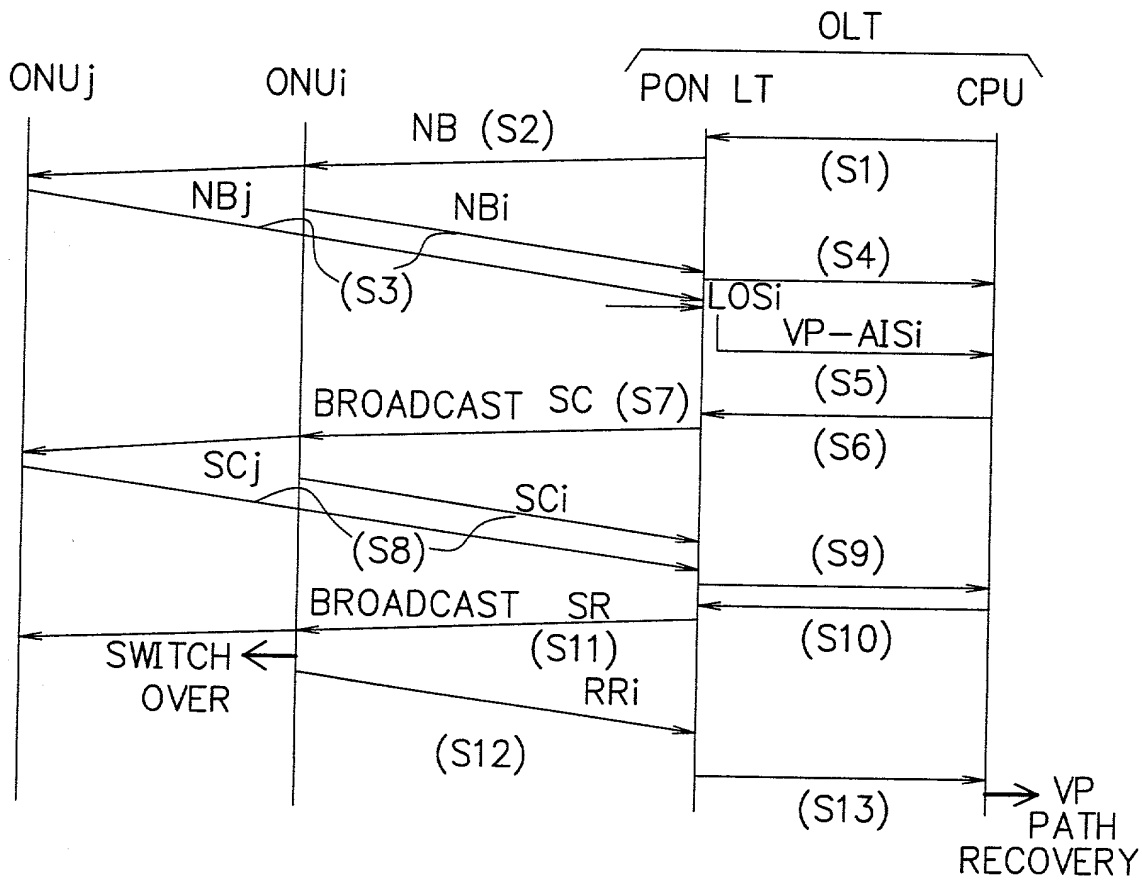 OLT
ONUj ONUi PON LT CPU
NB (S2)
(S1)
NBj NBi
(S3)
(S4)
LOSi
VP-AISi
(S5)
BROADCAST SC (S7)
(S6)
SCj
SCi
(S8)
(S9)
BROADCAST SR
(S11)
(S10)
SWITCH
OVER
RRi
(S12)
(S13)
VP
PATH
RECOVERY